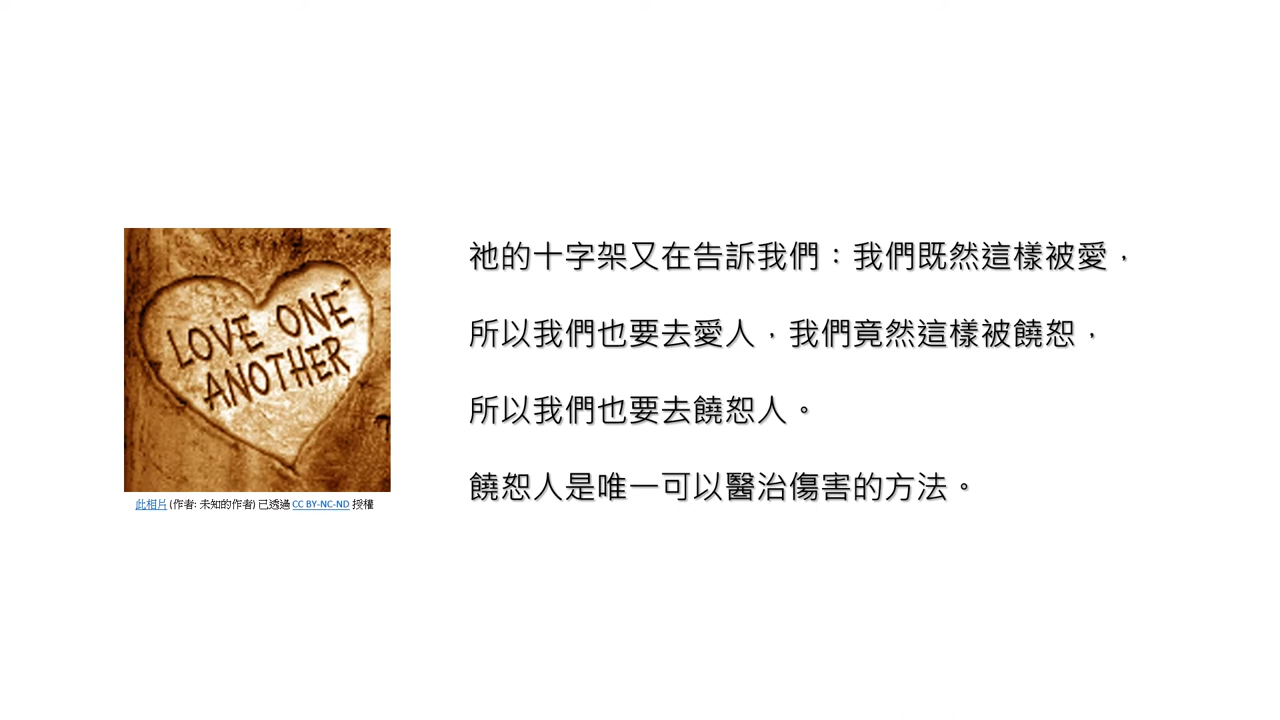 LOVE ONE
ANOTHER
此相片 (作者: 未知的作者) 已透過 CC BY-NC-ND 授權
祂的十字架又在告訴我們：我們既然這樣被愛，
所以我們也要去愛人，我們竟然這樣被饒恕，
所以我們也要去饒恕人。
饒恕人是唯一可以醫治傷害的方法。